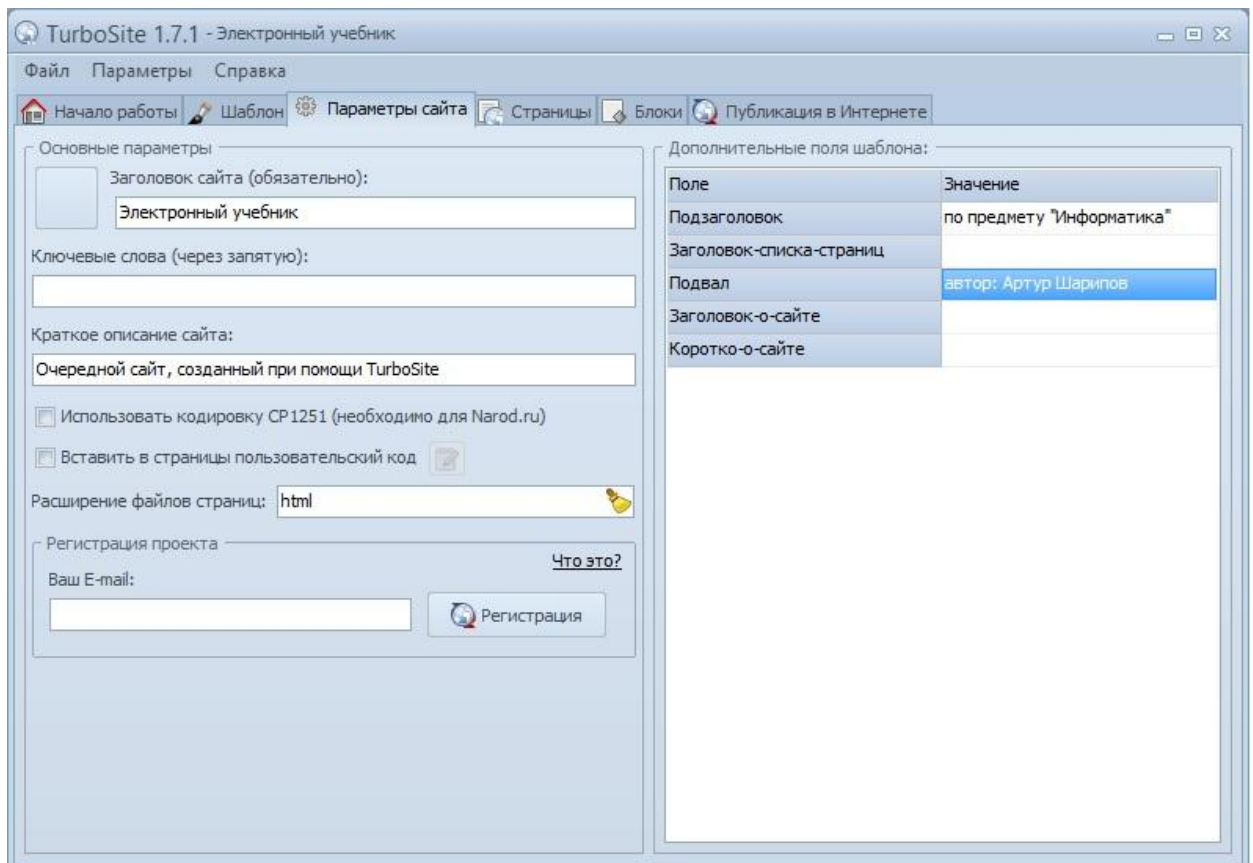 TurboSite 1.7.1 - Электронный учебник
Файл Параметры Справка
Начало работы Шаблон Параметры сайта Страницы Блоки Публикация в Интернете
Основные параметры
Заголовок сайта (обязательно):
Электронный учебник
Ключевые слова (через запятую):
Краткое описание сайта:
Очередной сайт, созданный при помощи TurboSite
Использовать кодировку CP1251 (необходимо для Narod.ru)
Вставить в страницы пользовательский код
Расширение файлов страниц: html
Регистрация проекта
Что это?
Ваш E-mail:
Регистрация
Дополнительные поля шаблона:
Поле Значение
Подзаголовок по предмету "Информатика"
Заголовок-списка-страниц
Подвал автор: Артур Шарипов
Заголовок-о-сайте
Коротко-о-сайте